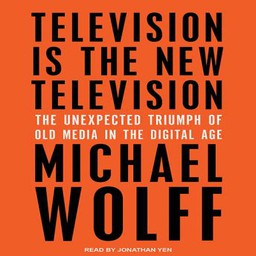 TELEVISION
IS THE NEW
TELEVISION
THE UNEXPECTED TRIUMPH OF
OLD MEDIA IN THE DIGITAL AGE
MICHAEL
WOLFF
READ BY JONATHAN YEN